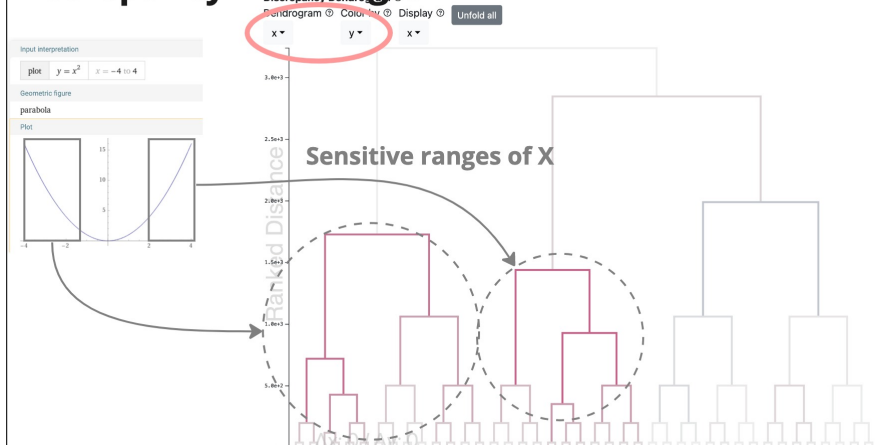 Dendrogram Color by Display Unfold all
x y x
Input interpretation
plot y = x² x = −4 to 4
Geometric figure
parabola
Plot
15
10
5
−4 −2 2 4
Sensitive ranges of X
Ranked Distance
3.0e+3
2.5e+3
2.0e+3
1.5e+3
1.0e+3
5.0e+2